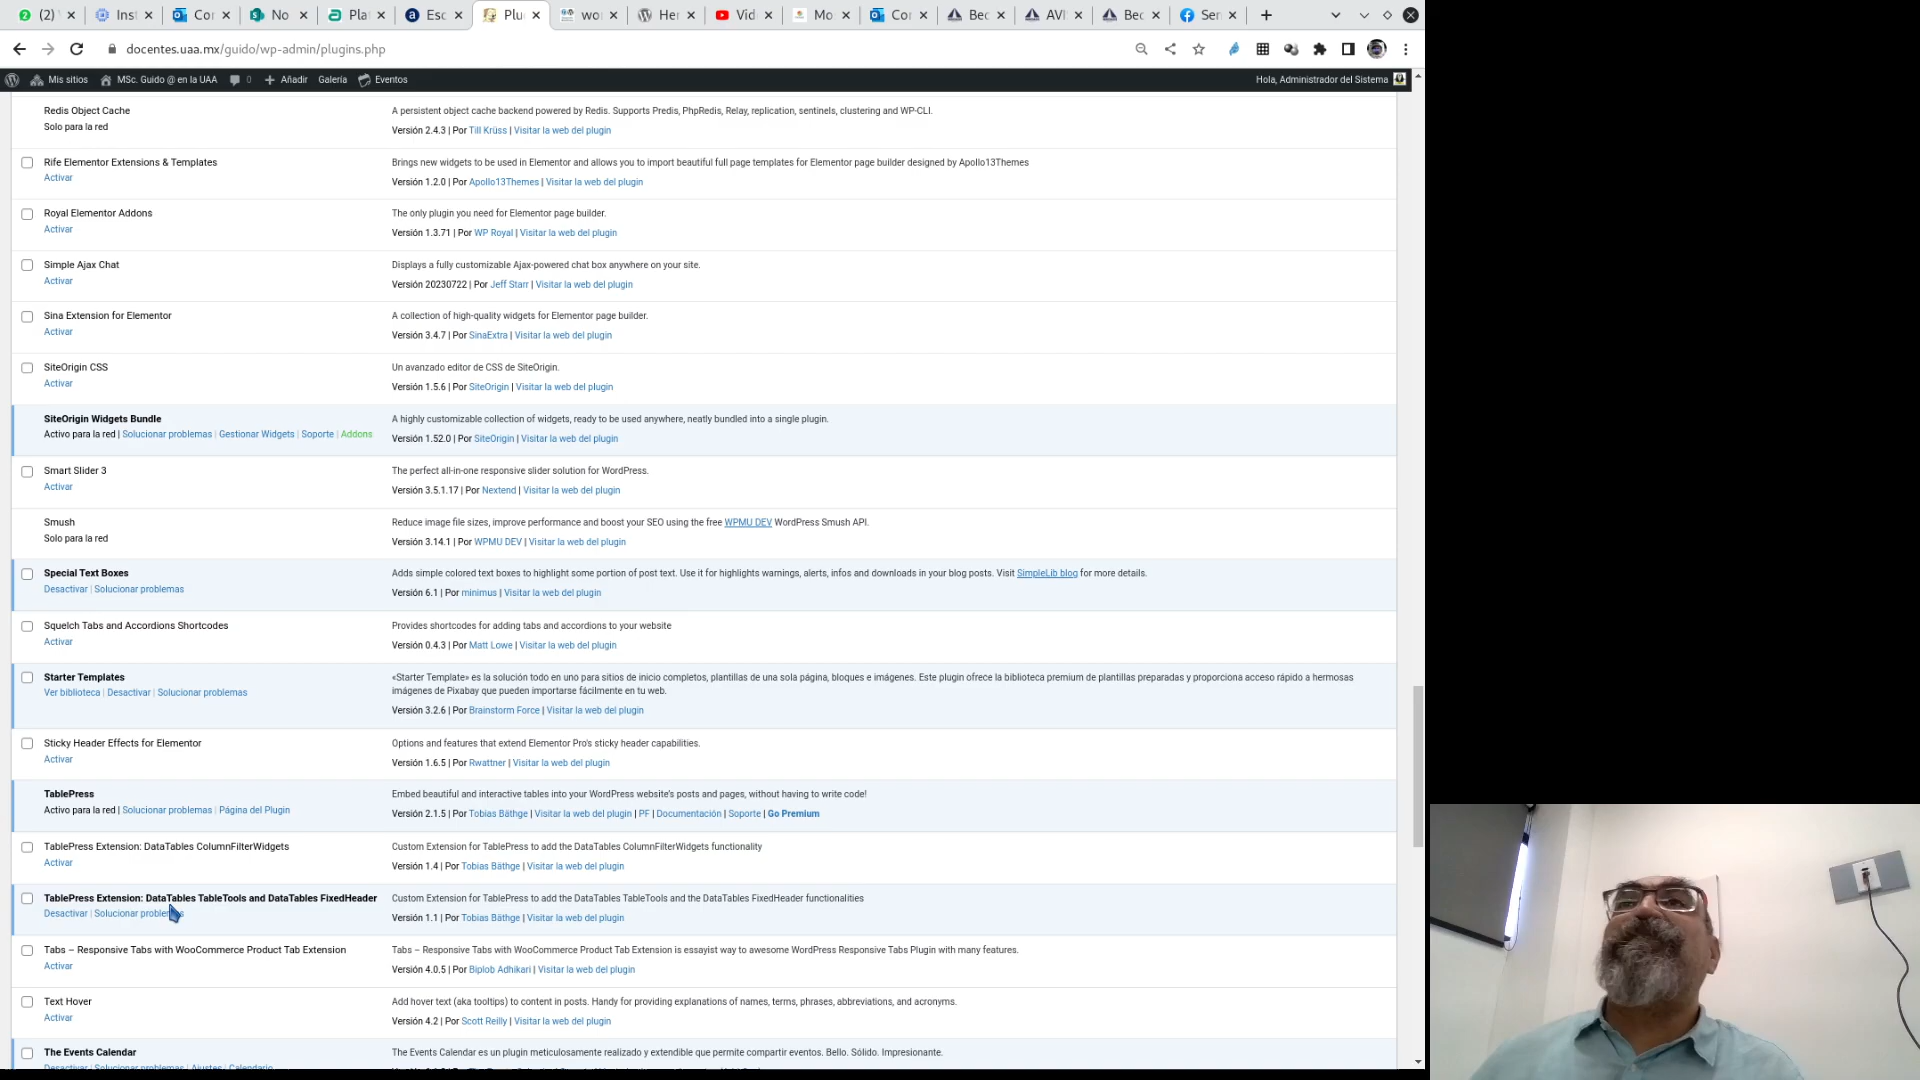 2)
Inst
Cor
No
Pla
Esc
Plu
wor
Her
Vid
Mo
Cor
Bec
AVI
Bec
Sen
docentes.uaa.mx/guido/wp-admin/plugins.php
Mis sitios
MSc. Guido @ en la UAA
0
Añadir
Galería
Eventos
Hola, Administrador del Sistema
Redis Object Cache
A persistent object cache backend powered by Redis. Supports Predis, PhpRedis, Relay, replication, sentinels, clustering and WP-CLI.
Solo para la red
Versión 2.4.3 | Por Till Krüss | Visitar la web del plugin
Rife Elementor Extensions & Templates
Brings new widgets to be used in Elementor and allows you to import beautiful full page templates for Elementor page builder designed by Apollo13Themes
Activar
Versión 1.2.0 | Por Apollo13Themes | Visitar la web del plugin
Royal Elementor Addons
The only plugin you need for Elementor page builder.
Activar
Versión 1.3.71 | Por WP Royal | Visitar la web del plugin
Simple Ajax Chat
Displays a fully customizable Ajax-powered chat box anywhere on your site.
Activar
Versión 20230722 | Por Jeff Starr | Visitar la web del plugin
Sina Extension for Elementor
A collection of high-quality widgets for Elementor page builder.
Activar
Versión 3.4.7 | Por SinaExtra | Visitar la web del plugin
SiteOrigin CSS
Un avanzado editor de CSS de SiteOrigin.
Activar
Versión 1.5.6 | Por SiteOrigin | Visitar la web del plugin
SiteOrigin Widgets Bundle
A highly customizable collection of widgets, ready to be used anywhere, neatly bundled into a single plugin.
Activo para la red | Solucionar problemas | Gestionar Widgets | Soporte | Addons
Versión 1.52.0 | Por SiteOrigin | Visitar la web del plugin
Smart Slider 3
The perfect all-in-one responsive slider solution for WordPress.
Activar
Versión 3.5.1.17 | Por Nextend | Visitar la web del plugin
Smush
Reduce image file sizes, improve performance and boost your SEO using the free WPMU DEV WordPress Smush API.
Solo para la red
Versión 3.14.1 | Por WPMU DEV | Visitar la web del plugin
Special Text Boxes
Adds simple colored text boxes to highlight some portion of post text. Use it for highlights warnings, alerts, infos and downloads in your blog posts. Visit SimpleLib blog for more details.
Desactivar | Solucionar problemas
Versión 6.1 | Por minimus | Visitar la web del plugin
Squelch Tabs and Accordions Shortcodes
Provides shortcodes for adding tabs and accordions to your website
Activar
Versión 0.4.3 | Por Matt Lowe | Visitar la web del plugin
Starter Templates
«Starter Template» es la solución todo en uno para sitios de inicio completos, plantillas de una sola página, bloques e imágenes. Este plugin ofrece la biblioteca premium de plantillas preparadas y proporciona acceso rápido a hermosas
Ver biblioteca | Desactivar | Solucionar problemas
imágenes de Pixabay que pueden importarse fácilmente en tu web.
Versión 3.2.6 | Por Brainstorm Force | Visitar la web del plugin
Sticky Header Effects for Elementor
Options and features that extend Elementor Pro's sticky header capabilities.
Activar
Versión 1.6.5 | Por Rwattner | Visitar la web del plugin
TablePress
Embed beautiful and interactive tables into your WordPress website's posts and pages, without having to write code!
Activo para la red | Solucionar problemas | Página del Plugin
Versión 2.1.5 | Por Tobias Bäthge | Visitar la web del plugin | PF | Documentación | Soporte | Go Premium
TablePress Extension: DataTables ColumnFilterWidgets
Custom Extension for TablePress to add the DataTables ColumnFilterWidgets functionality
Activar
Versión 1.4 | Por Tobias Bäthge | Visitar la web del plugin
TablePress Extension: DataTables TableTools and DataTables FixedHeader
Custom Extension for TablePress to add the DataTables TableTools and the DataTables FixedHeader functionalities
Desactivar | Solucionar problemas
Versión 1.1 | Por Tobias Bäthge | Visitar la web del plugin
Tabs – Responsive Tabs with WooCommerce Product Tab Extension
Tabs – Responsive Tabs with WooCommerce Product Tab Extension is essayist way to awesome WordPress Responsive Tabs Plugin with many features.
Activar
Versión 4.0.5 | Por Biplob Adhikari | Visitar la web del plugin
Text Hover
Add hover text (aka tooltips) to content in posts. Handy for providing explanations of names, terms, phrases, abbreviations, and acronyms.
Activar
Versión 4.2 | Por Scott Reilly | Visitar la web del plugin
The Events Calendar
The Events Calendar es un plugin meticulosamente realizado y extendible que permite compartir eventos. Bello. Sólido. Impresionante.
Desactivar | Solucionar problemas | Ajustes | Calendario